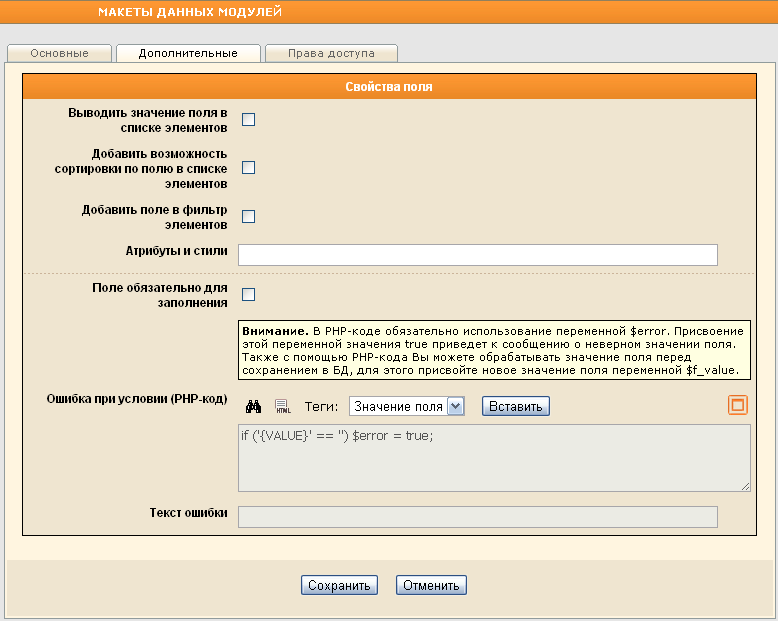 МАКЕТЫ ДАННЫХ МОДУЛЕЙ
Основные
Дополнительные
Права доступа
Свойства поля
Выводить значение поля в
списке элементов
Добавить возможность
сортировки по полю в списке
элементов
Добавить поле в фильтр
элементов
Атрибуты и стили
Поле обязательно для
заполнения
Внимание. В PHP-коде обязательно использование переменной $error. Присвоение
этой переменной значения true приведет к сообщению о неверном значении поля.
Также с помощью PHP-кода Вы можете обрабатывать значение поля перед
сохранением в БД, для этого присвойте новое значение поля переменной $f_value.
Ошибка при условии (PHP-код)
HTML
Теги:
Значение поля
Вставить
if ('{VALUE}' == '') $error = true;
Текст ошибки
Сохранить
Отменить